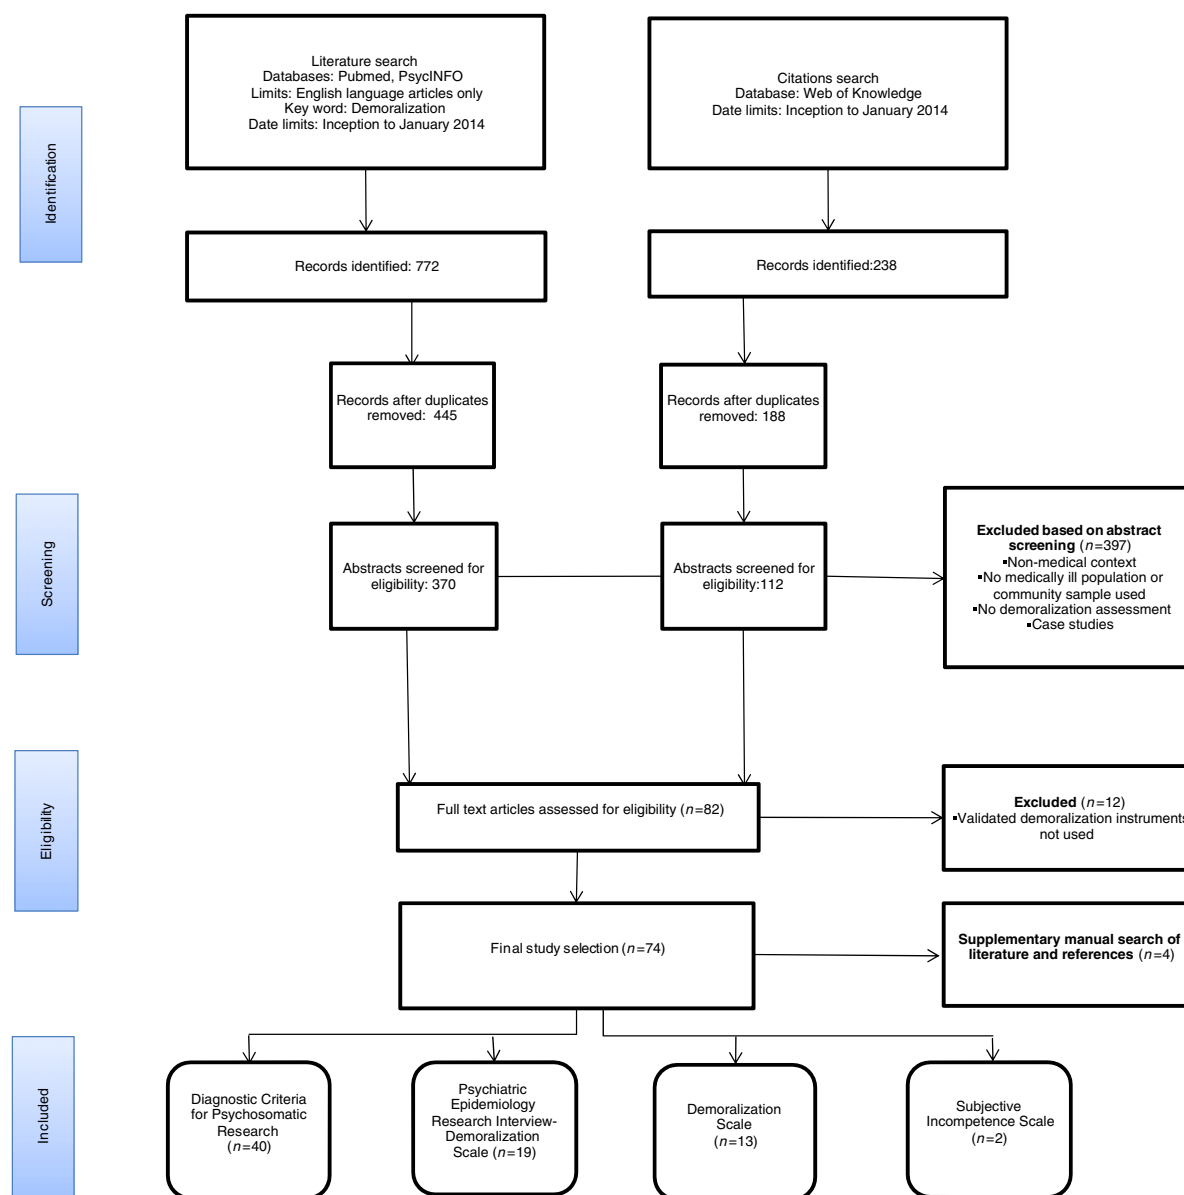 Literature search
Databases: Pubmed, PsycINFO
Limits: English language articles only
Key word: Demoralization
Date limits: Inception to January 2014
Citations search
Database: Web of Knowledge
Date limits: Inception to January 2014
Identification
Records identified: 772
Records identified:238
Records after duplicates
removed: 445
Records after duplicates
removed: 188
Screening
Abstracts screened for
eligibility: 370
Abstracts screened for
eligibility:112
Excluded based on abstract
screening (n=397)
▪Non-medical context
▪No medically ill population or
community sample used
▪No demoralization assessment
▪Case studies
Eligibility
Full text articles assessed for eligibility (n=82)
Excluded (n=12)
▪Validated demoralization instruments
not used
Final study selection (n=74)
Supplementary manual search of
literature and references (n=4)
Included
Diagnostic Criteria
for Psychosomatic
Research
(n=40)
Psychiatric
Epidemiology
Research Interview-
Demoralization
Scale (n=19)
Demoralization
Scale
(n=13)
Subjective
Incompetence Scale
(n=2)